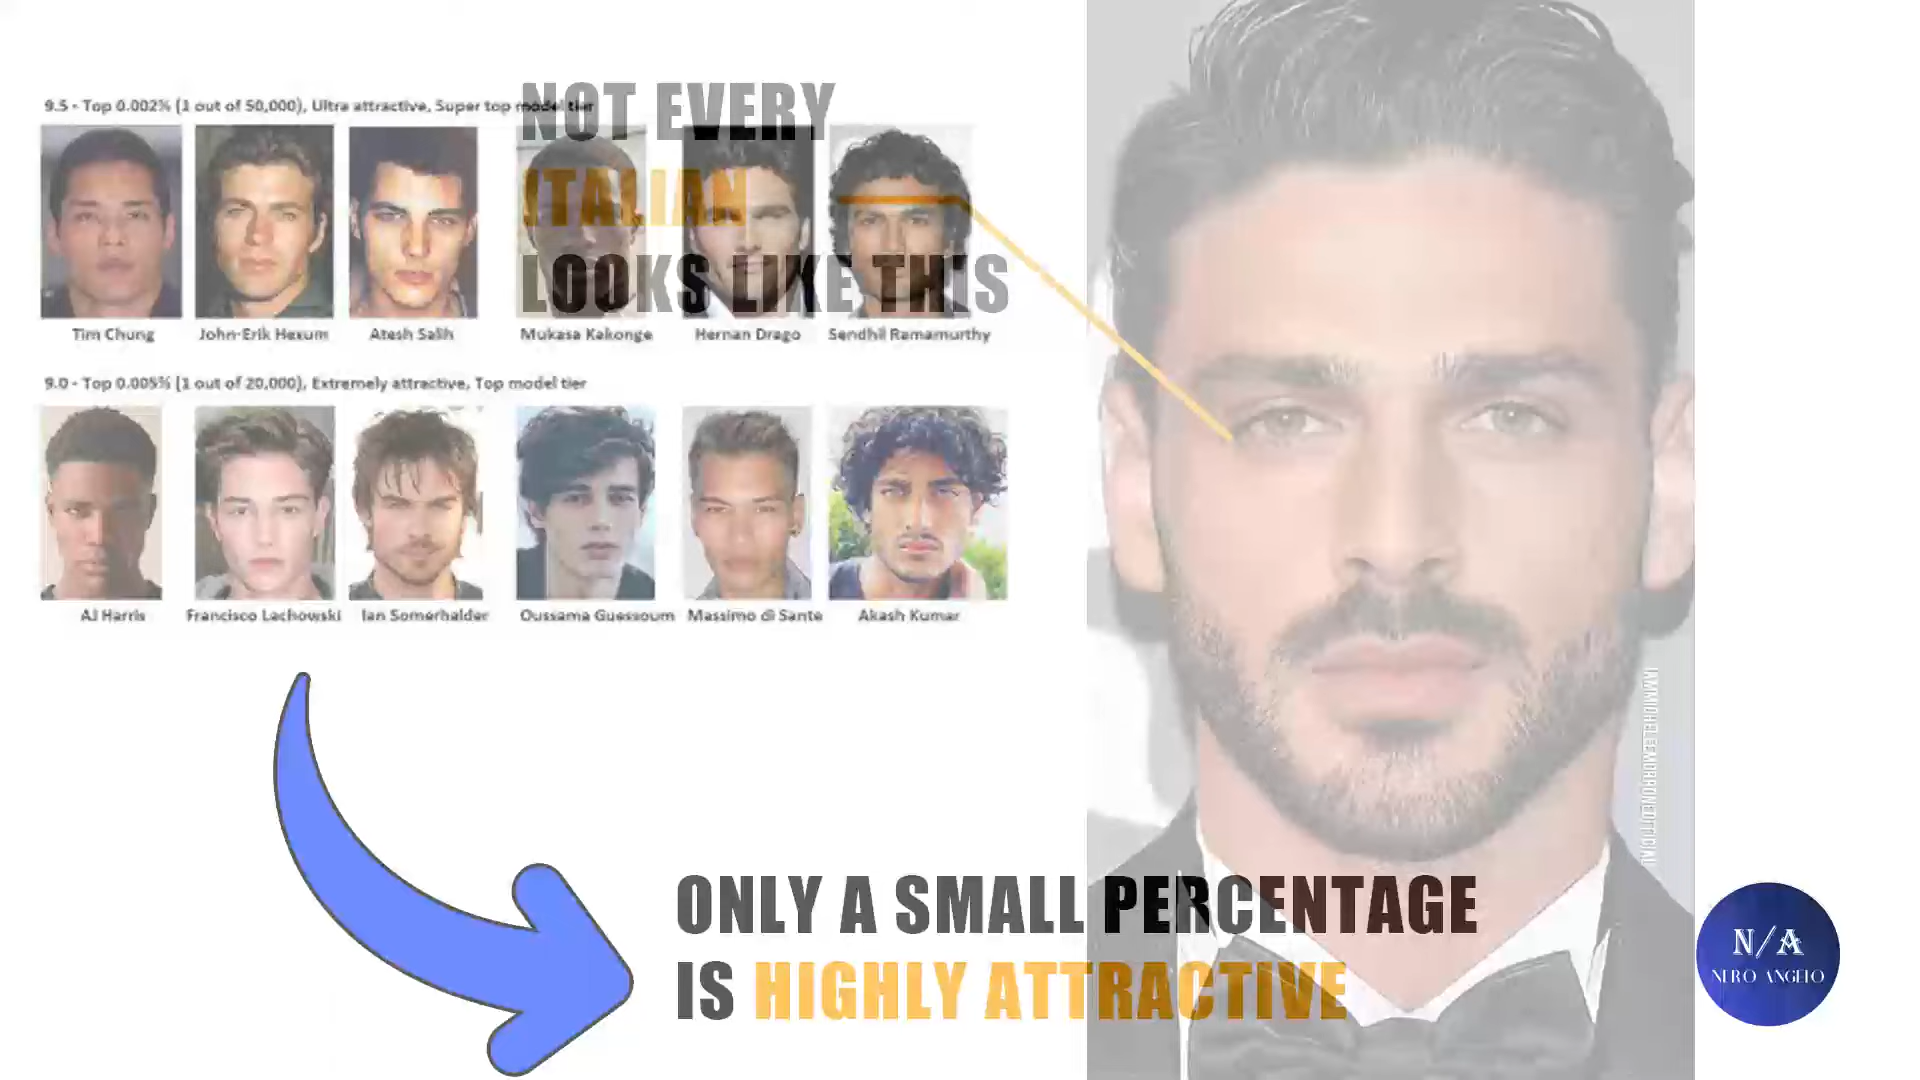 9.5 - Top 0.002% (1 out of 50,000), Ultra attractive, Super top model tier
NOT EVERY
ITALIAN
LOOKS LIKE THIS
Tim Chung
John-Erik Hexum
Atesh Salih
Mukasa Kakonge
Hernan Drago
Sendhil Ramamurthy
9.0 - Top 0.005% (1 out of 20,000), Extremely attractive, Top model tier
AJ Harris
Francisco Lachowski
Ian Somerhalder
Oussama Guessoum
Massimo di Sante
Akash Kumar
IAMMICHELEMORRONEOFFICIAL
ONLY A SMALL PERCENTAGE
IS HIGHLY ATTRACTIVE
N/A
NERO ANGELO